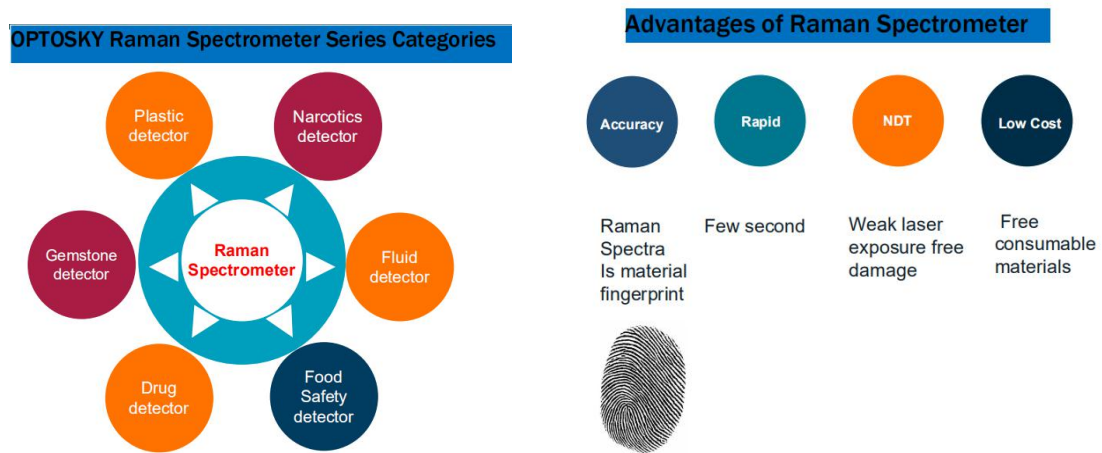 OPTOSKY Raman Spectrometer Series Categories
Plastic
detector
Narcotics
detector
Gemstone
detector
Raman
Spectrometer
Fluid
detector
Drug
detector
Food
Safety
detector
Advantages of Raman Spectrometer
Accuracy
Rapid
NDT
Low Cost
Raman
Spectra
Is material
fingerprint
Few second
Weak laser
exposure free
damage
Free
consumable
materials